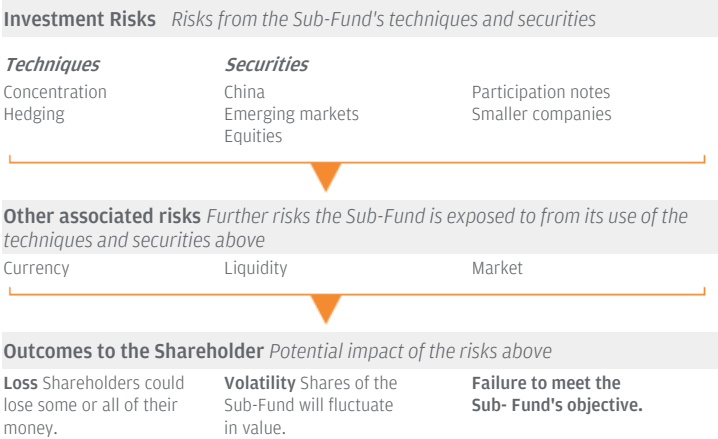 Investment Risks Risks from the Sub-Fund's techniques and securities
Techniques
Securities
Concentration
Hedging
China
Emerging markets
Equities
Participation notes
Smaller companies
Other associated risks Further risks the Sub-Fund is exposed to from its use of the
techniques and securities above
Currency
Liquidity
Market
Outcomes to the Shareholder Potential impact of the risks above
Loss Shareholders could
lose some or all of their
money.
Volatility Shares of the
Sub-Fund will fluctuate
in value.
Failure to meet the
Sub- Fund's objective.